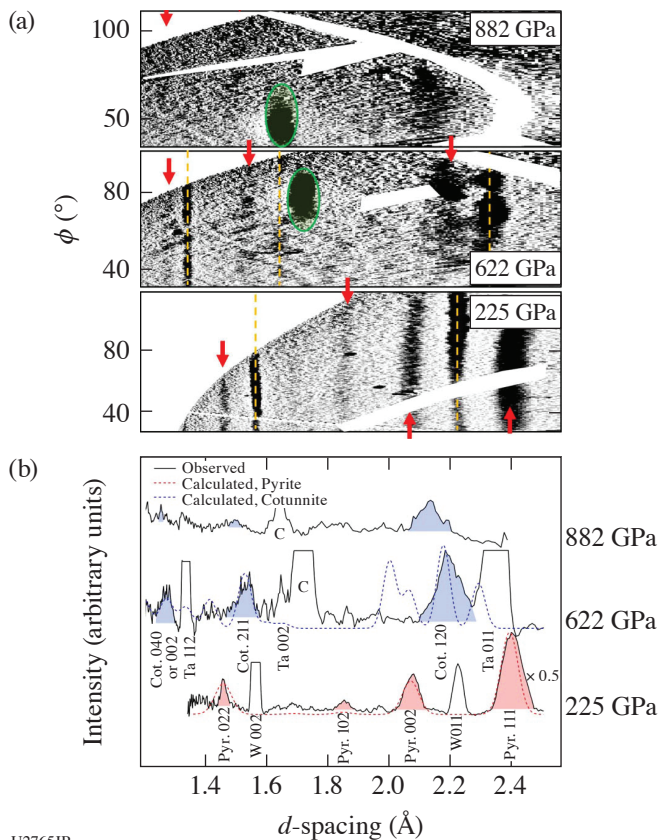 (a)
100
50
882 GPa
ϕ (°)
80
40
622 GPa
80
40
225 GPa
(b)
Intensity (arbitrary units)
Observed
Calculated, Pyrite
Calculated, Cotunnite
C
882 GPa
C
Cot. 040
or 002
Ta 112
Cot. 211
Ta 002
Cot. 120
Ta 011
622 GPa
× 0.5
Pyr. 022
W 002
Pyr. 102
Pyr. 002
W011
Pyr. 111
225 GPa
1.4 1.6 1.8 2.0 2.2 2.4
d-spacing (Å)